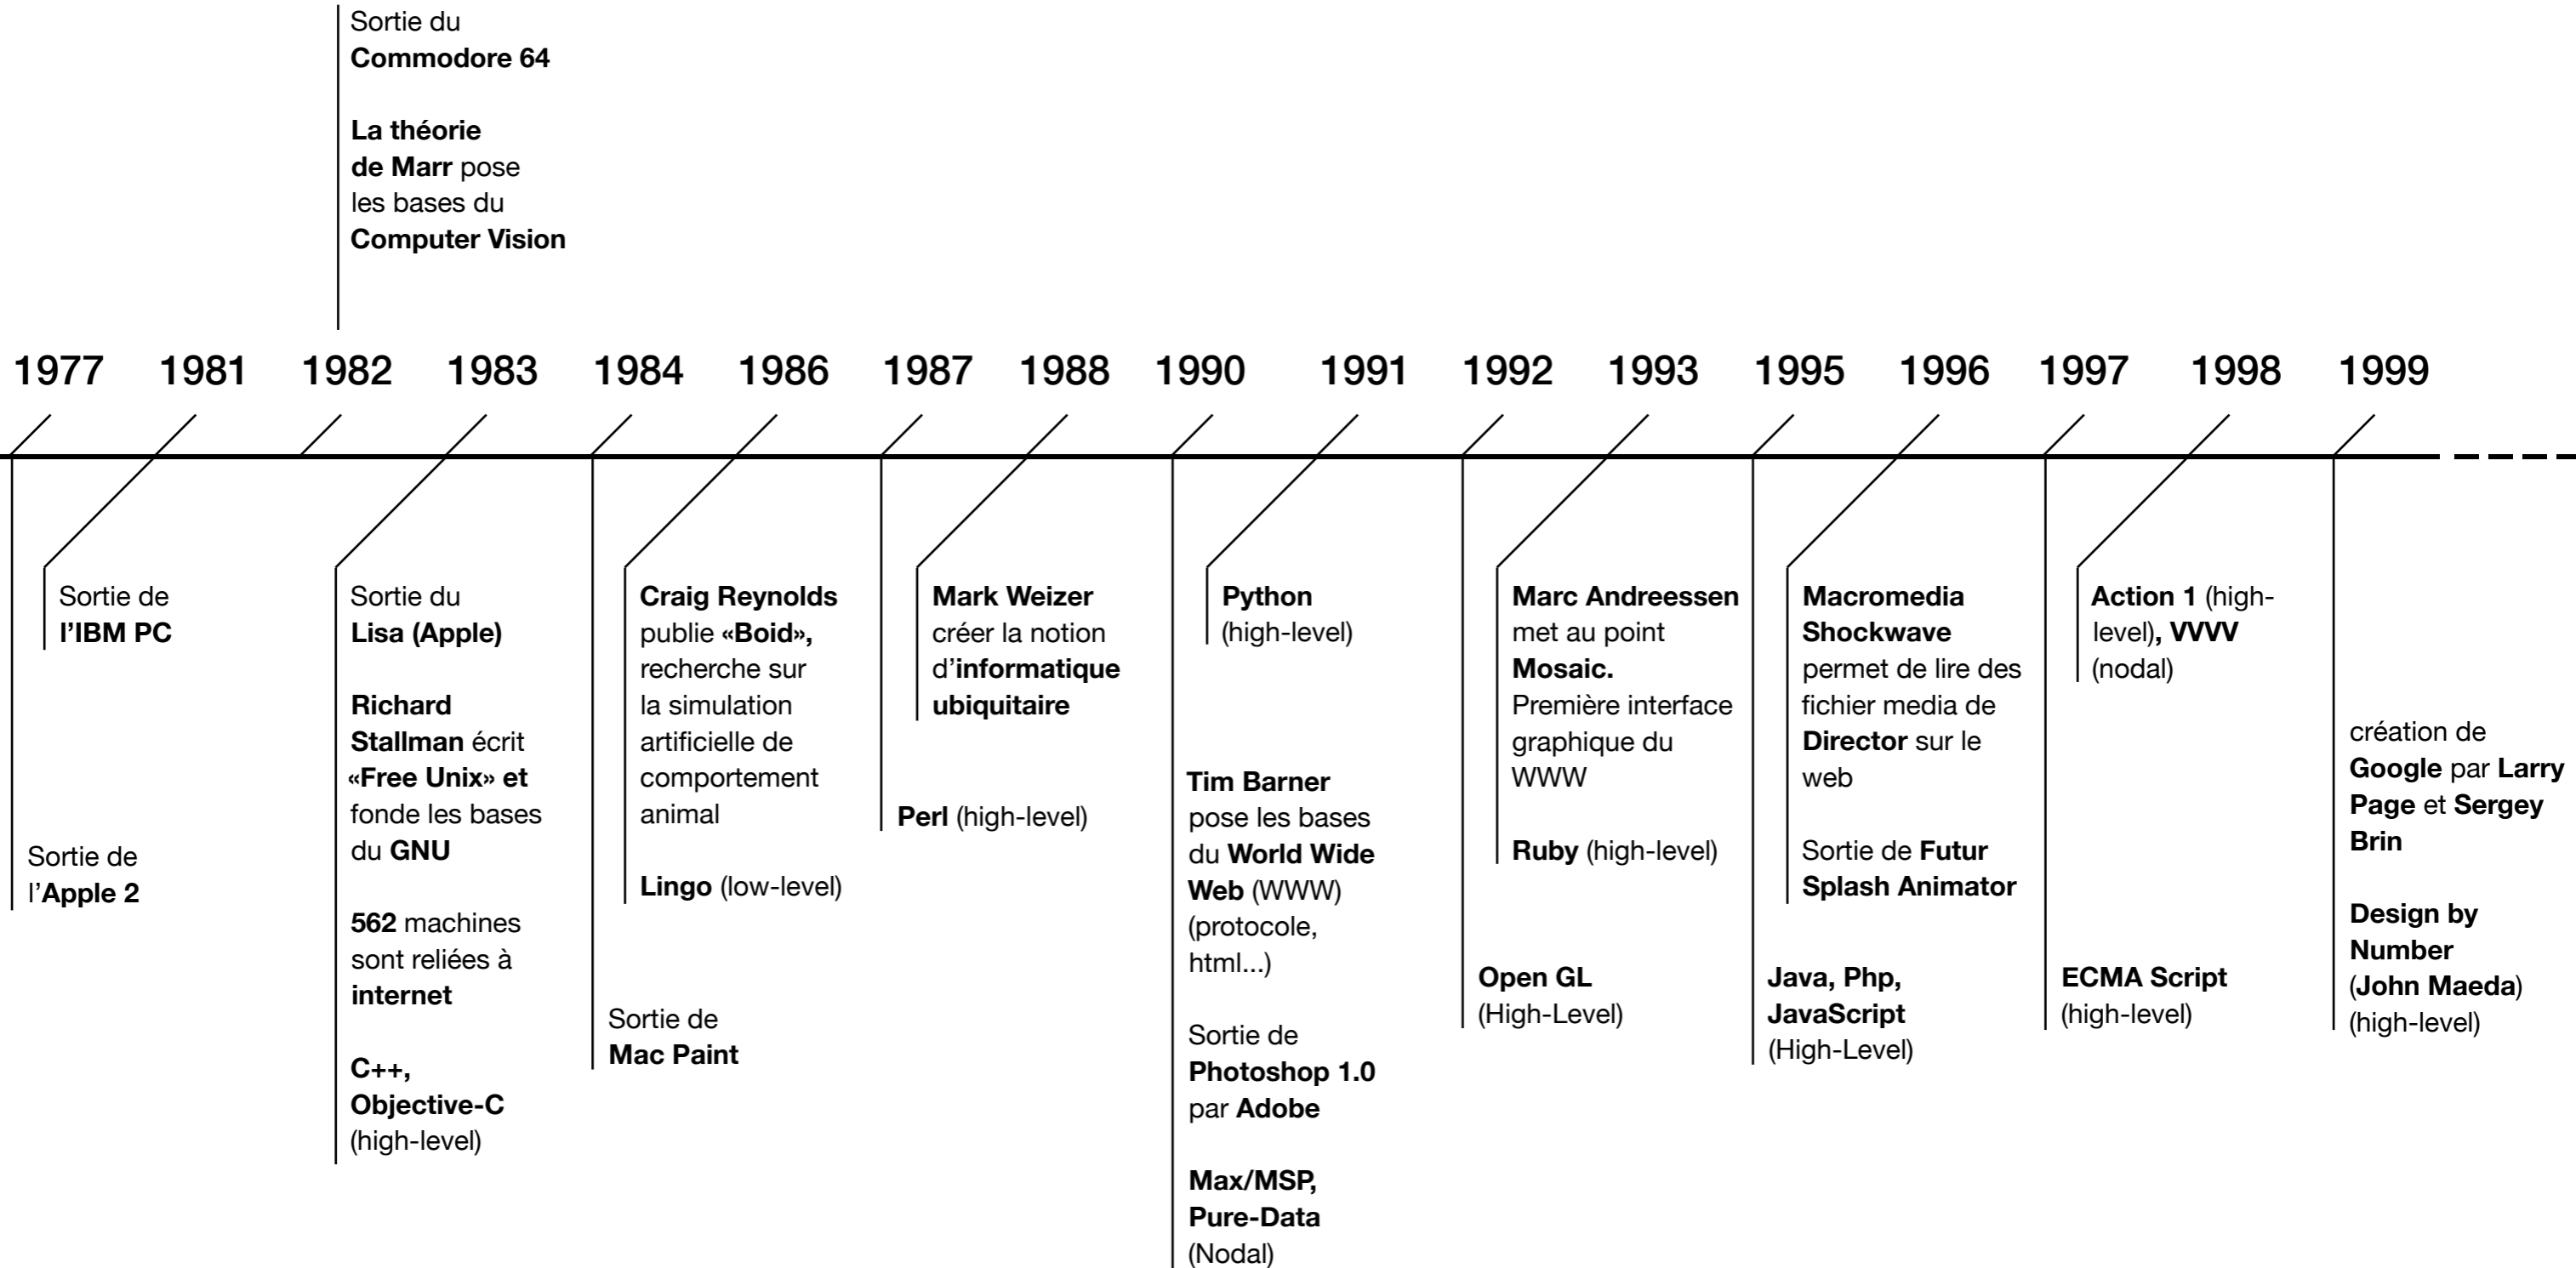 Sortie du
Commodore 64
La théorie
de Marr pose
les bases du
Computer Vision
1977 1981 1982 1983 1984 1986 1987 1988 1990 1991 1992 1993 1995 1996 1997 1998 1999
Sortie de
l’Apple 2
Sortie de
l’IBM PC
Sortie du
Lisa (Apple)
Richard
Stallman écrit
«Free Unix» et
fonde les bases
du GNU
562 machines
sont reliées à
internet
C++,
Objective-C
(high-level)
Sortie de
Mac Paint
Craig Reynolds
publie «Boid»,
recherche sur
la simulation
artificielle de
comportement
animal
Lingo (low-level)
Perl (high-level)
Mark Weizer
créer la notion
d’informatique
ubiquitaire
Tim Barner
pose les bases
du World Wide
Web (WWW)
(protocole,
html...)
Sortie de
Photoshop 1.0
par Adobe
Max/MSP,
Pure-Data
(Nodal)
Python
(high-level)
Open GL
(High-Level)
Marc Andreessen
met au point
Mosaic.
Première interface
graphique du
WWW
Ruby (high-level)
Java, Php,
JavaScript
(High-Level)
Macromedia
Shockwave
permet de lire des
fichier media de
Director sur le
web
Sortie de Futur
Splash Animator
ECMA Script
(high-level)
Action 1 (high-
level), VVVV
(nodal)
création de
Google par Larry
Page et Sergey
Brin
Design by
Number
(John Maeda)
(high-level)